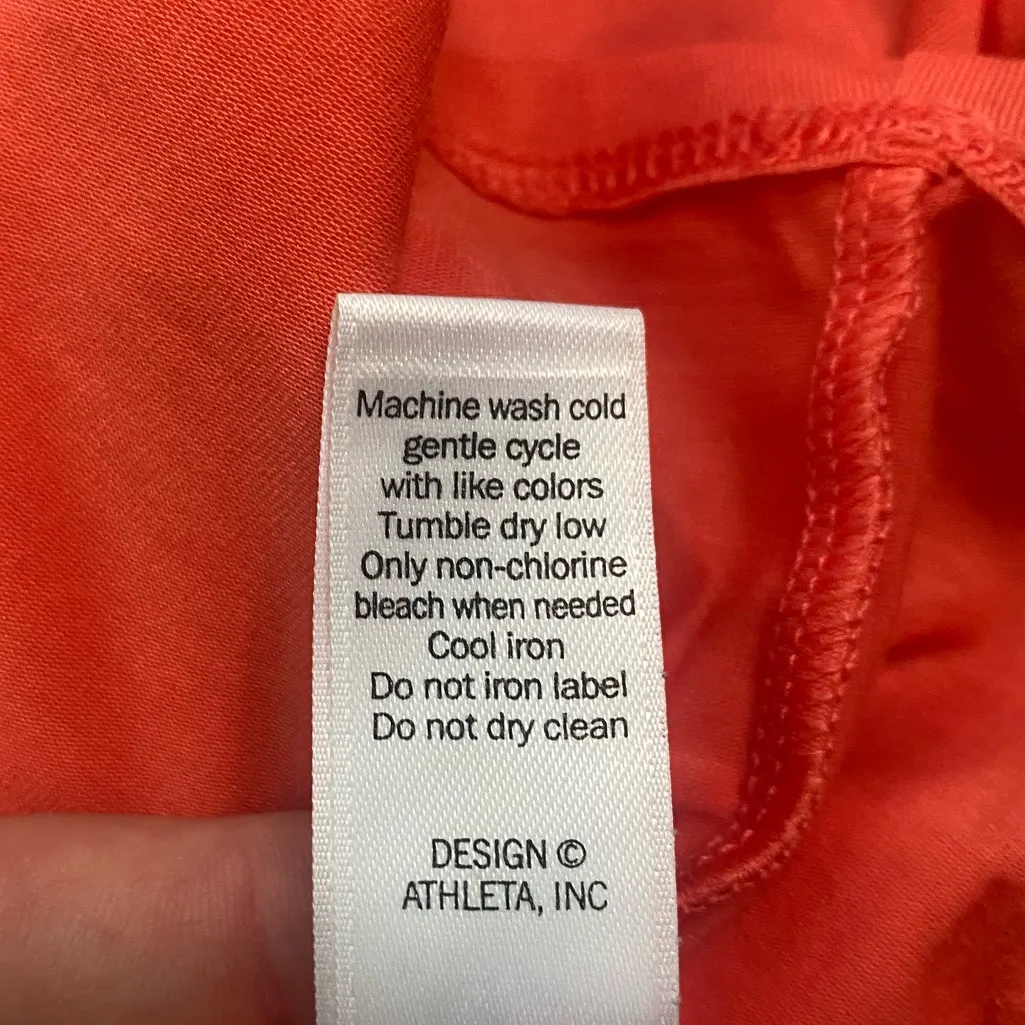 Machine wash cold
gentle cycle
with like colors
Tumble dry low
Only non-chlorine
bleach when needed
Cool iron
Do not iron label
Do not dry clean
DESIGN ©
ATHLETA, INC